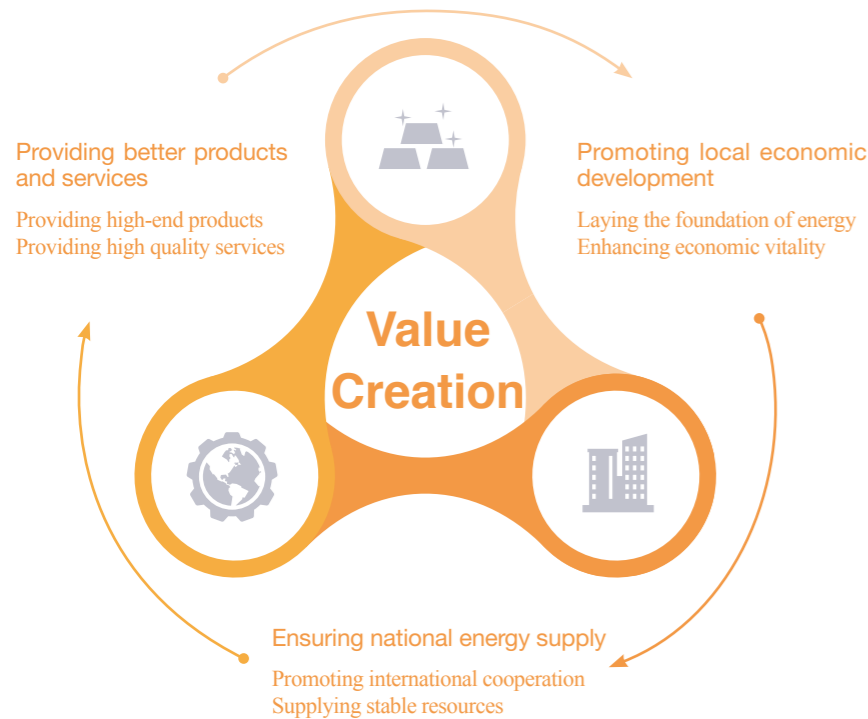 Providing better products
and services
Providing high-end products
Providing high quality services
Promoting local economic
development
Laying the foundation of energy
Enhancing economic vitality
Value
Creation
Ensuring national energy supply
Promoting international cooperation
Supplying stable resources